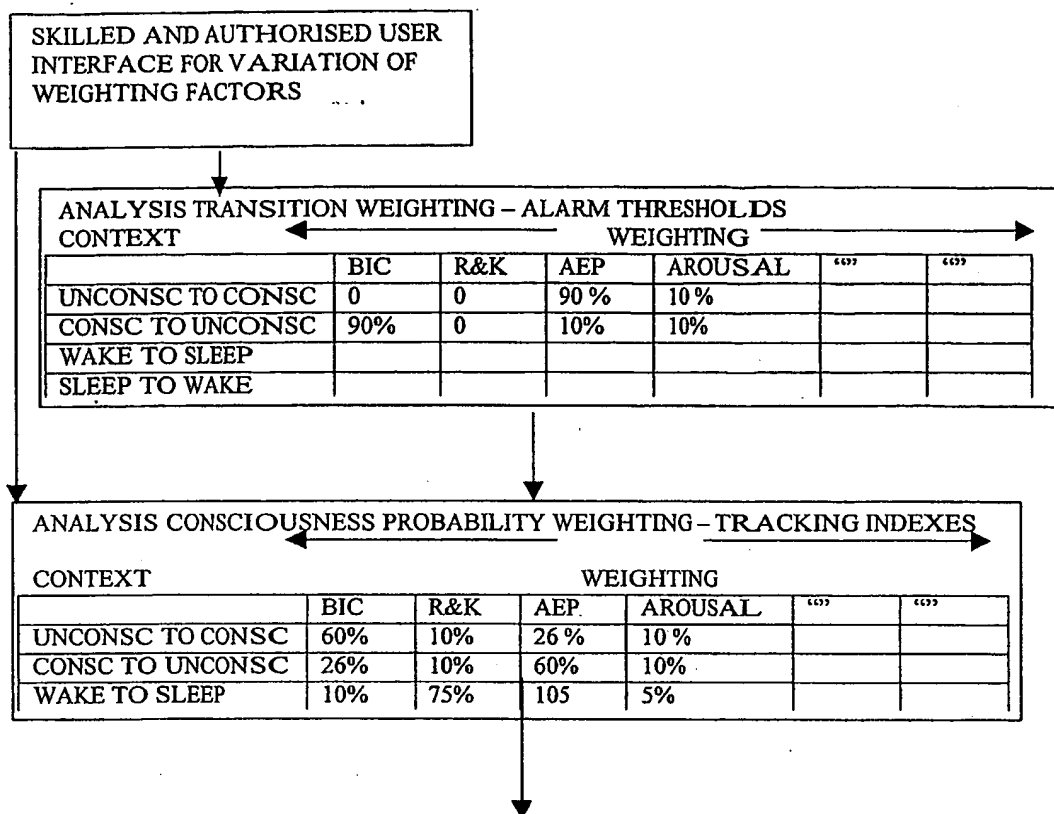 SKILLED AND AUTHORISED USER
INTERFACE FOR VARIATION OF
WEIGHTING FACTORS
ANALYSIS TRANSITION WEIGHTING – ALARM THRESHOLDS
CONTEXT WEIGHTING
BIC R&K AEP AROUSAL “” “”
UNCONSC TO CONSC 0 0 90 % 10 %
CONSC TO UNCONSC 90% 0 10% 10%
WAKE TO SLEEP
SLEEP TO WAKE
ANALYSIS CONSCIOUSNESS PROBABILITY WEIGHTING – TRACKING INDEXES
CONTEXT WEIGHTING
BIC R&K AEP. AROUSAL “” “”
UNCONSC TO CONSC 60% 10% 26 % 10 %
CONSC TO UNCONSC 26% 10% 60% 10%
WAKE TO SLEEP 10% 75% 105 5%